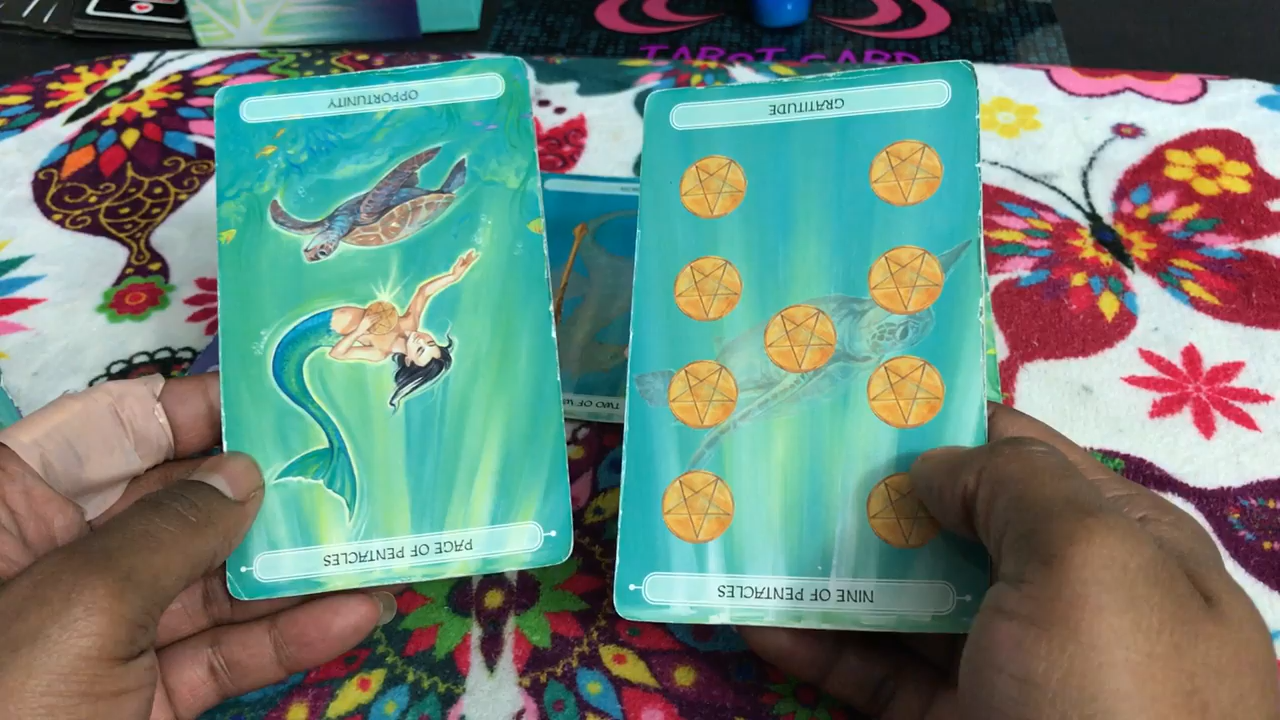 TAROT CARD
OPPORTUNITY
PAGE OF PENTACLES
GRATITUDE
NINE OF PENTACLES
TWO OF